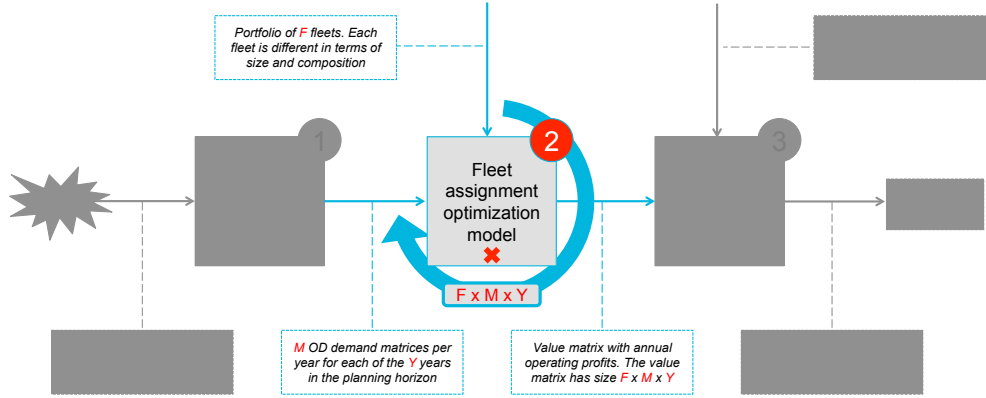 Portfolio of F fleets. Each
fleet is different in terms of
size and composition
1
2
3
Fleet
assignment
optimization
model
F x M x Y
M OD demand matrices per
year for each of the Y years
in the planning horizon
Value matrix with annual
operating profits. The value
matrix has size F x M x Y